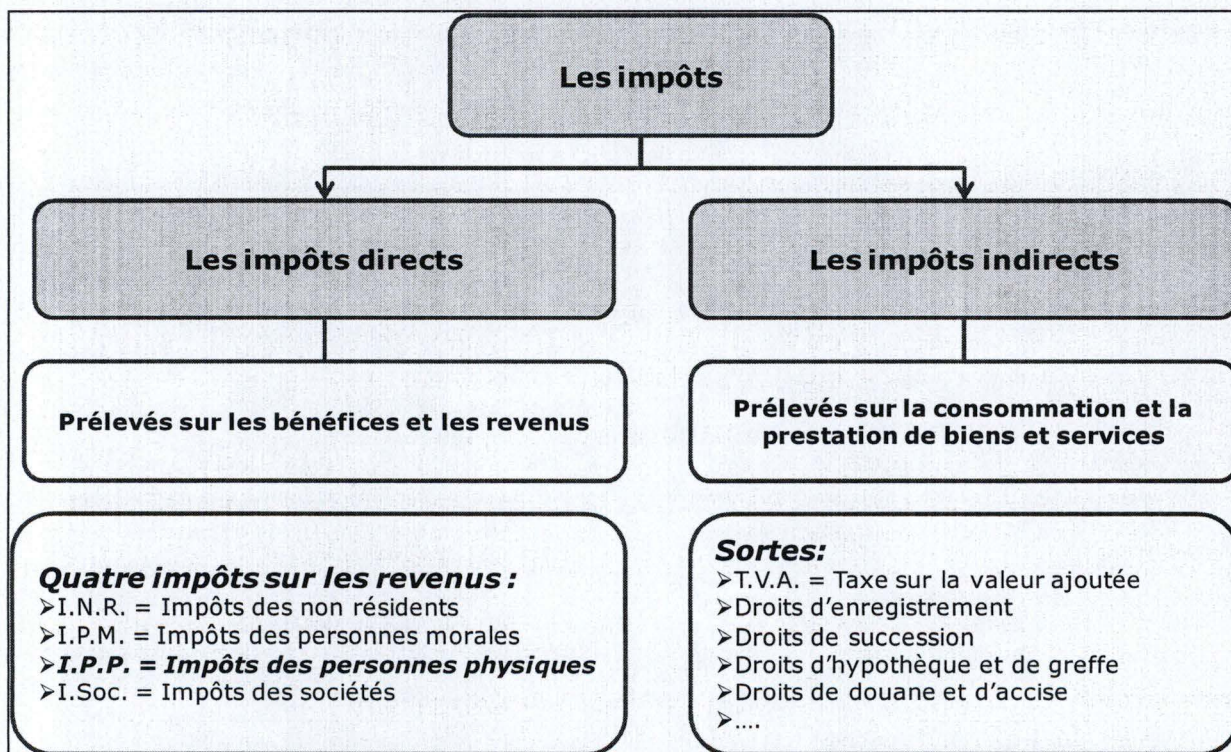 Les impôts
Les impôts directs
Les impôts indirects
Prélevés sur les bénéfices et les revenus
Prélevés sur la consommation et la
prestation de biens et services
Quatre impôts sur les revenus :
➢I.N.R. = Impôts des non résidents
➢I.P.M. = Impôts des personnes morales
➢I.P.P. = Impôts des personnes physiques
➢I.Soc. = Impôts des sociétés
Sortes:
➢T.V.A. = Taxe sur la valeur ajoutée
➢Droits d'enregistrement
➢Droits de succession
➢Droits d'hypothèque et de greffe
➢Droits de douane et d'accise
➢....